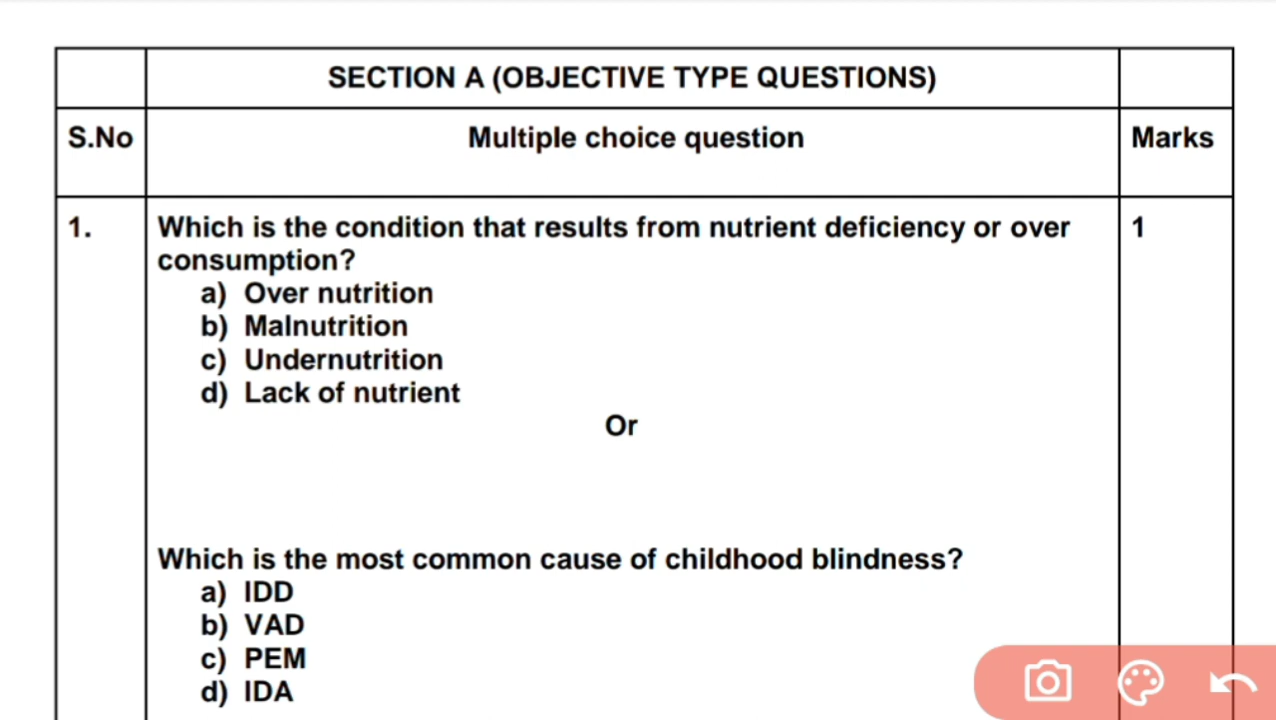 SECTION A (OBJECTIVE TYPE QUESTIONS)
S.No Multiple choice question Marks
1. Which is the condition that results from nutrient deficiency or over 1
consumption?
a) Over nutrition
b) Malnutrition
c) Undernutrition
d) Lack of nutrient
Or
Which is the most common cause of childhood blindness?
a) IDD
b) VAD
c) PEM
d) IDA